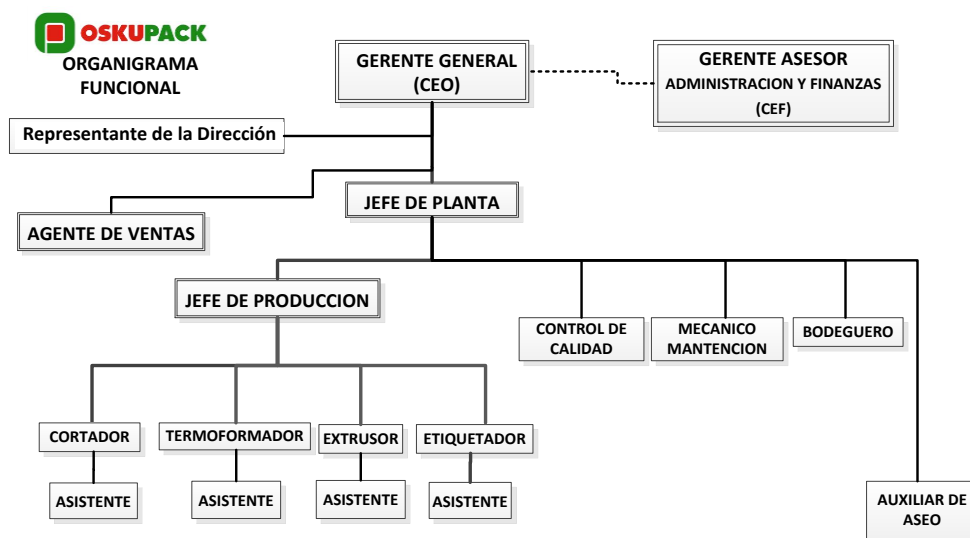 OSKUPACK
ORGANIGRAMA
FUNCIONAL
GERENTE GENERAL
(CEO)
GERENTE ASESOR
ADMINISTRACION Y FINANZAS
(CEF)
Representante de la Dirección
AGENTE DE VENTAS
JEFE DE PLANTA
JEFE DE PRODUCCION
CONTROL DE
CALIDAD
MECANICO
MANTENCION
BODEGUERO
CORTADOR
TERMOFORMADOR
EXTRUSOR
ETIQUETADOR
ASISTENTE
ASISTENTE
ASISTENTE
ASISTENTE
AUXILIAR DE
ASEO